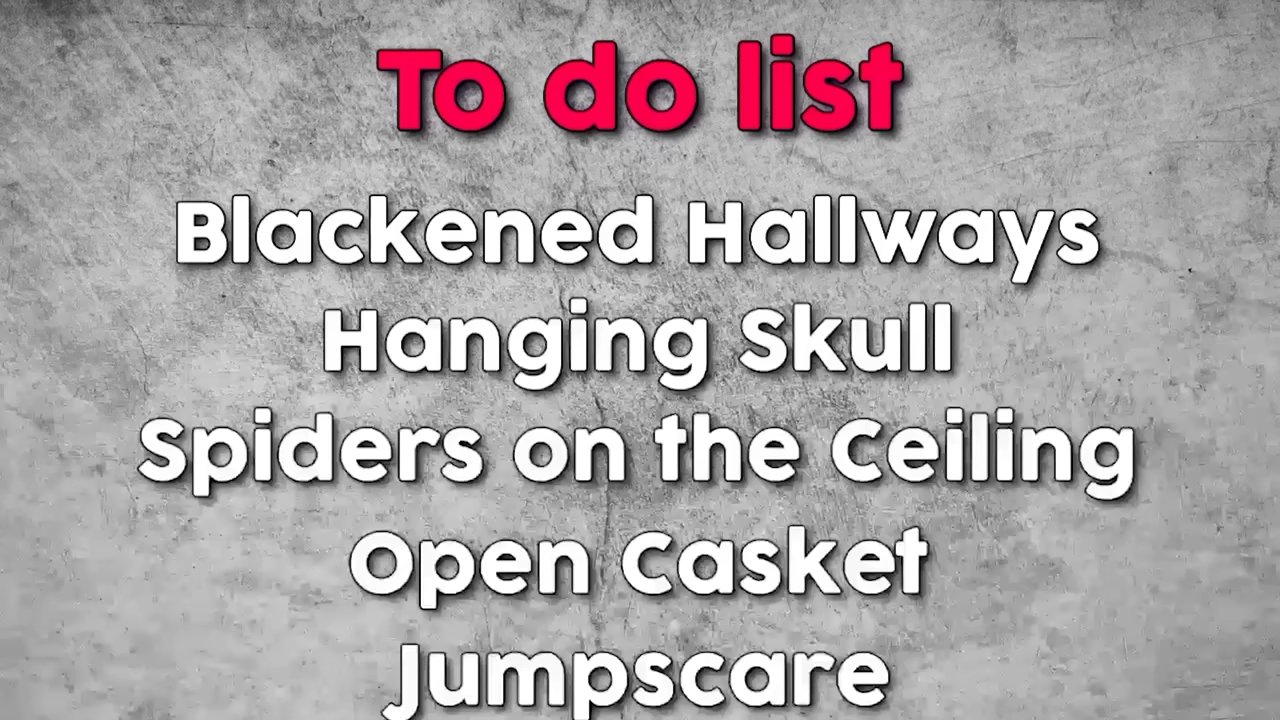 To do list
Blackened Hallways
Hanging Skull
Spiders on the Ceiling
Open Casket
Jumpscare